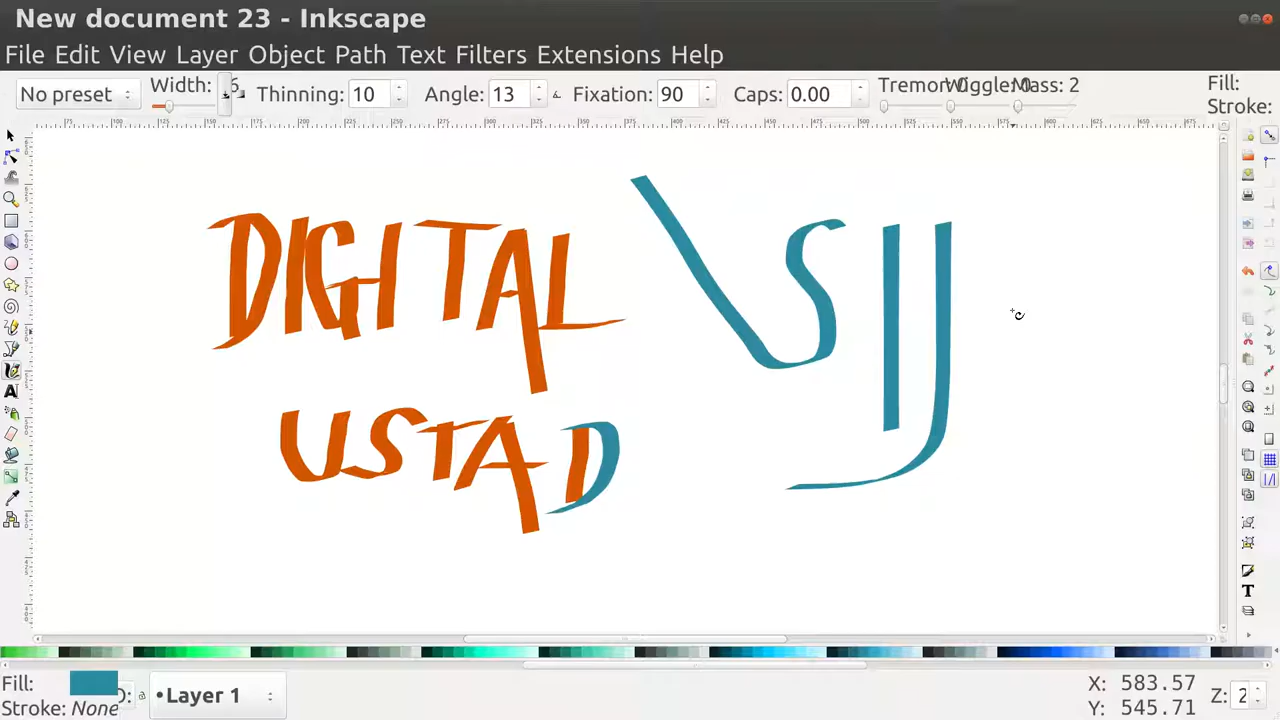 New document 23 - Inkscape
File Edit View Layer Object Path Text Filters Extensions Help
No preset Width: Thinning: 10 Angle: 13 Fixation: 90 Caps: 0.00 Mass: 2 Fill:
Stroke:
DIGITAL
USTAD
Fill:
Stroke: None
Layer 1
X: 583.57
Y: 545.71
Z: 2